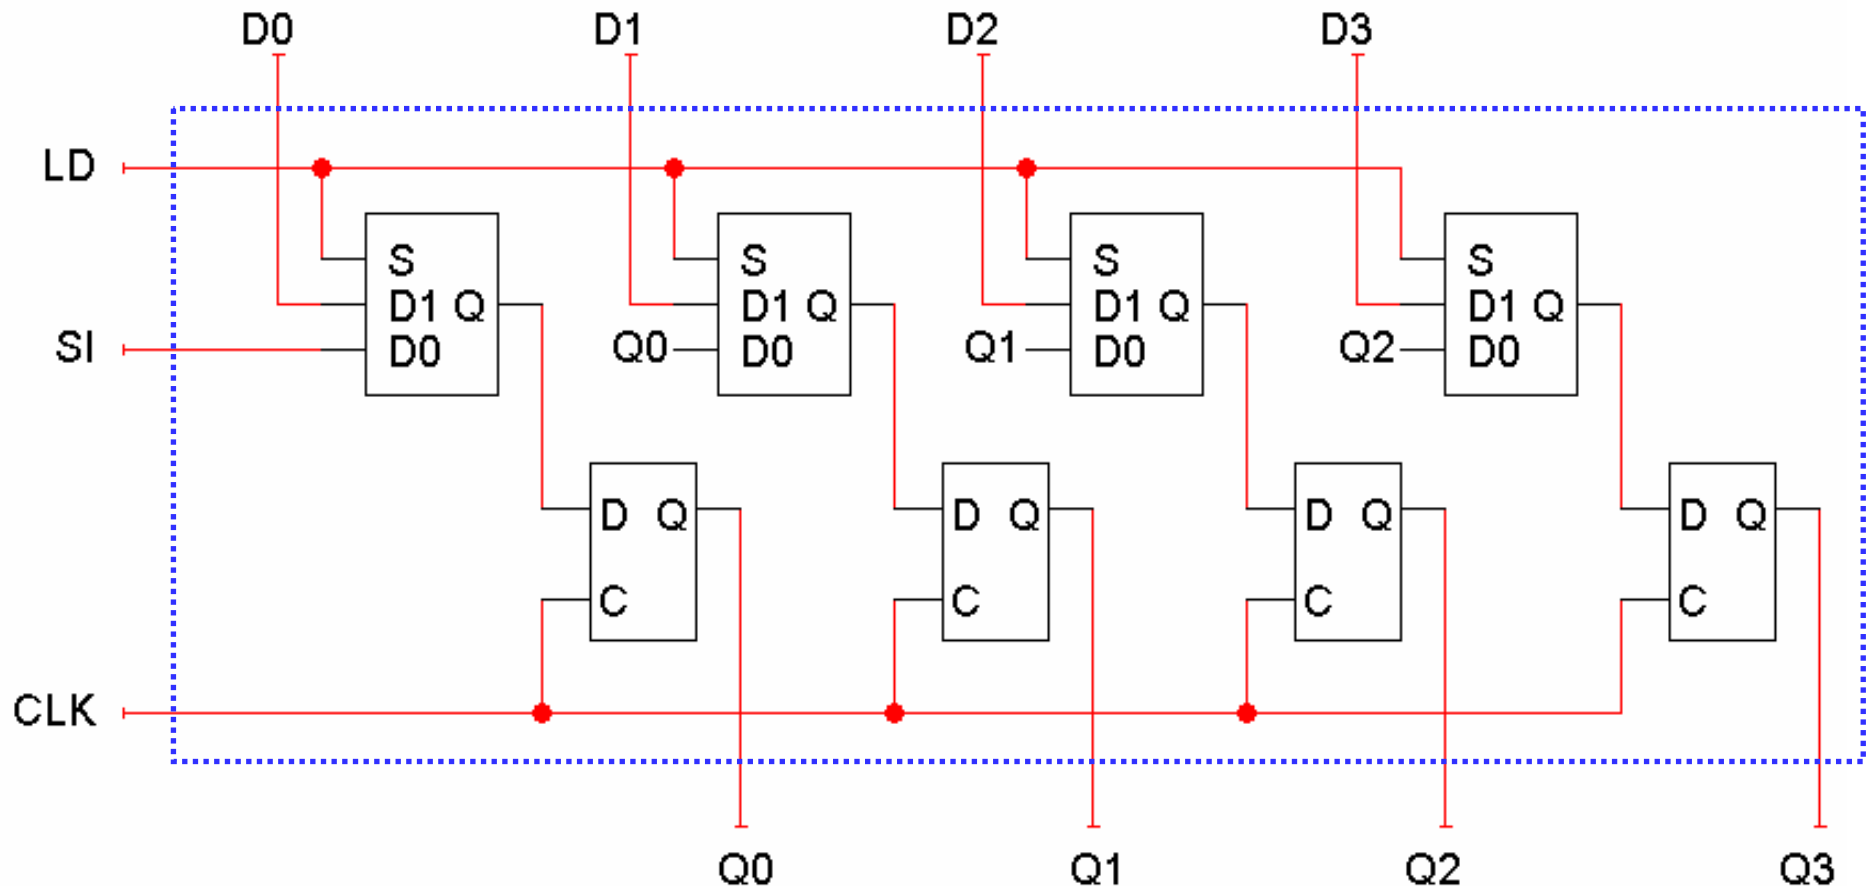 D0 D1 D2 D3
LD
S S S S
D1 Q D1 Q D1 Q D1 Q
SI D0 Q0 D0 Q1 D0 Q2 D0
D Q D Q D Q D Q
C C C C
CLK
Q0 Q1 Q2 Q3